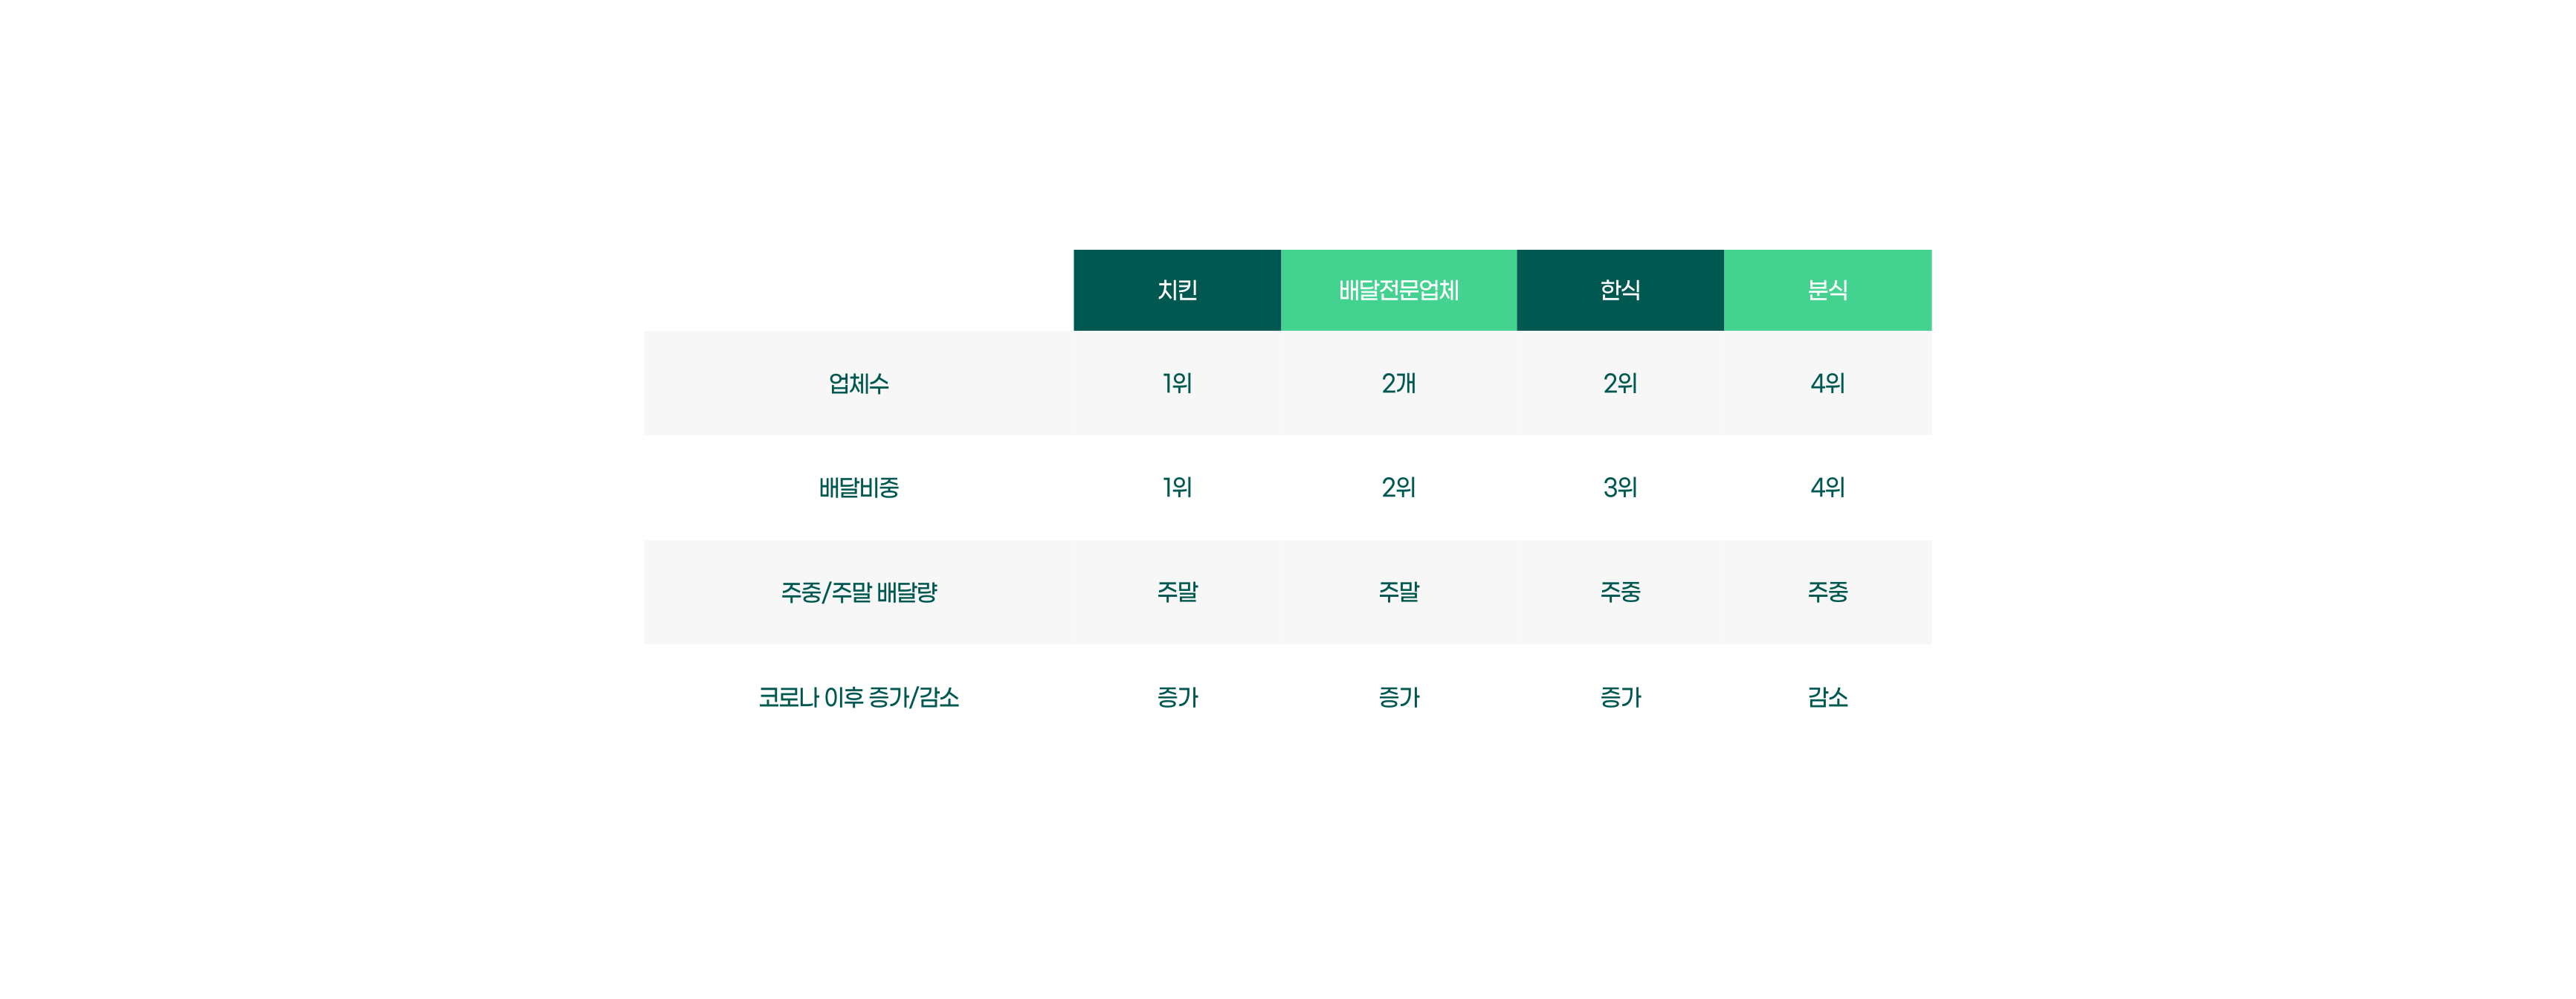 치킨 배달전문업체 한식 분식
업체수 1위 2개 2위 4위
배달비중 1위 2위 3위 4위
주중/주말 배달량 주말 주말 주중 주중
코로나 이후 증가/감소 증가 증가 증가 감소